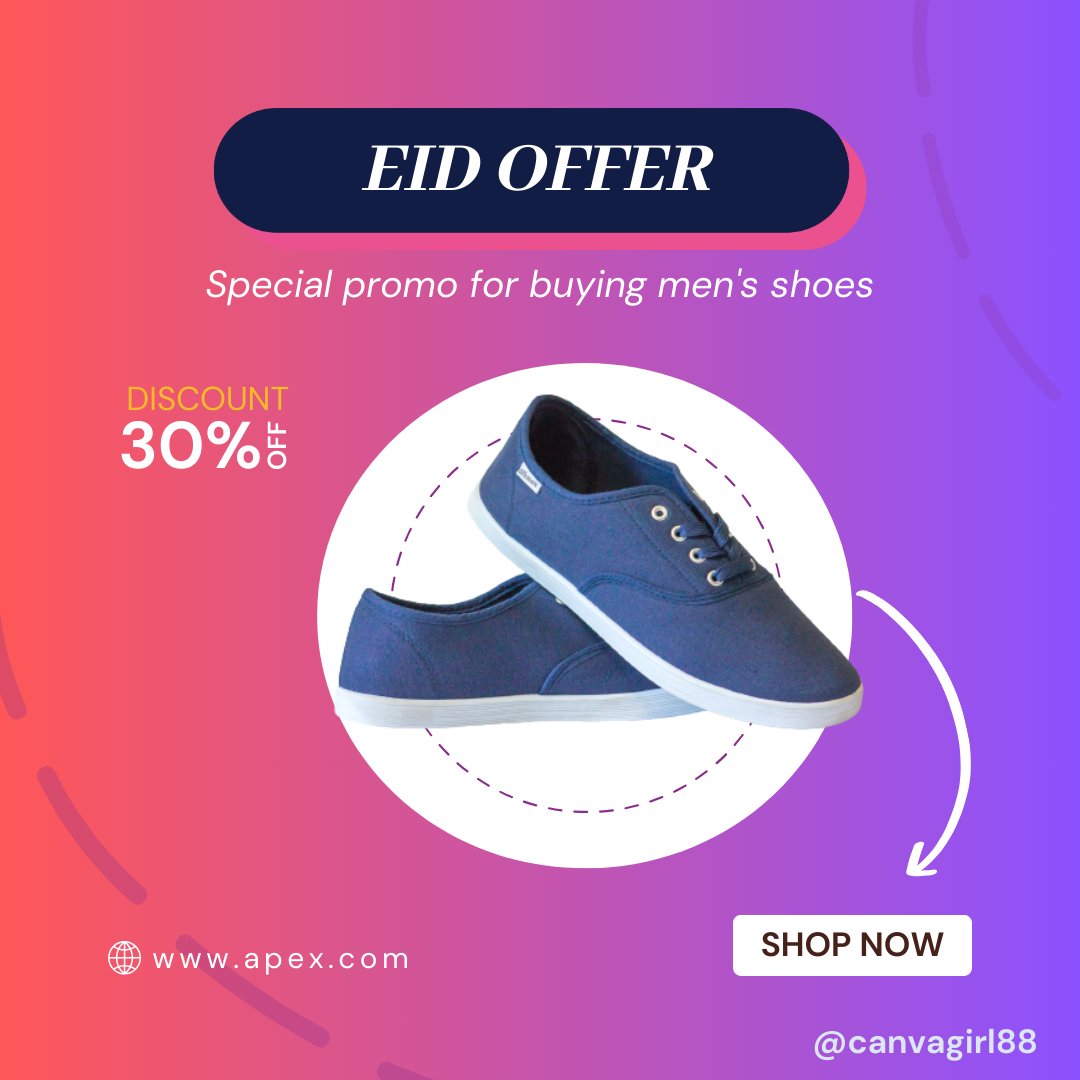 EID OFFER
Special promo for buying men's shoes
DISCOUNT
30% OFF
www.apex.com
SHOP NOW
@canvagirl88